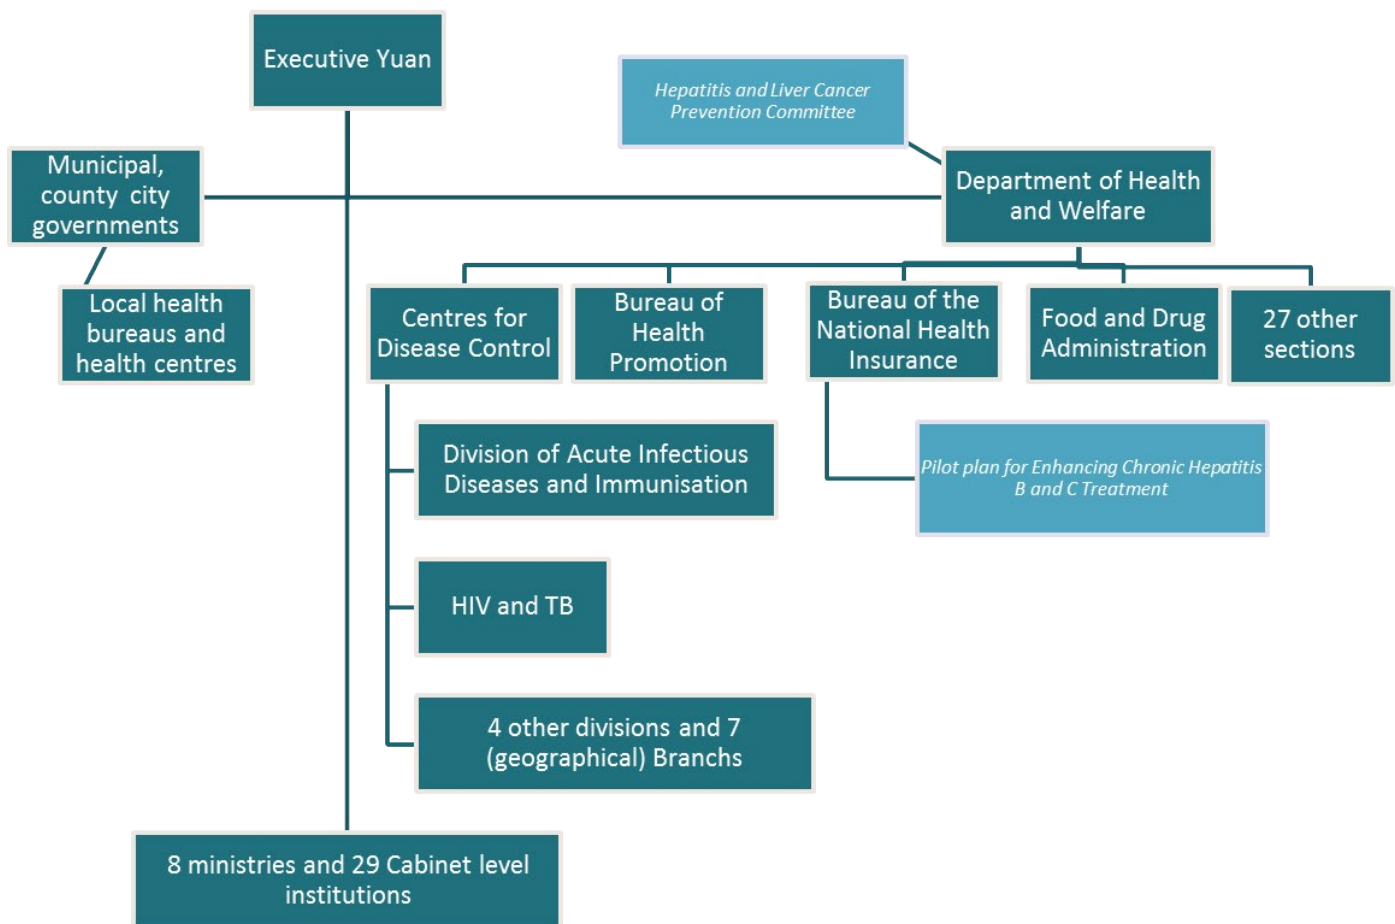 Executive Yuan
Hepatitis and Liver Cancer
Prevention Committee
Municipal,
county city
governments
Department of Health
and Welfare
Local health
bureaus and
health centres
Centres for
Disease Control
Bureau of
Health
Promotion
Bureau of the
National Health
Insurance
Food and Drug
Administration
27 other
sections
Division of Acute Infectious
Diseases and Immunisation
Pilot plan for Enhancing Chronic Hepatitis
B and C Treatment
HIV and TB
4 other divisions and 7
(geographical) Branchs
8 ministries and 29 Cabinet level
institutions